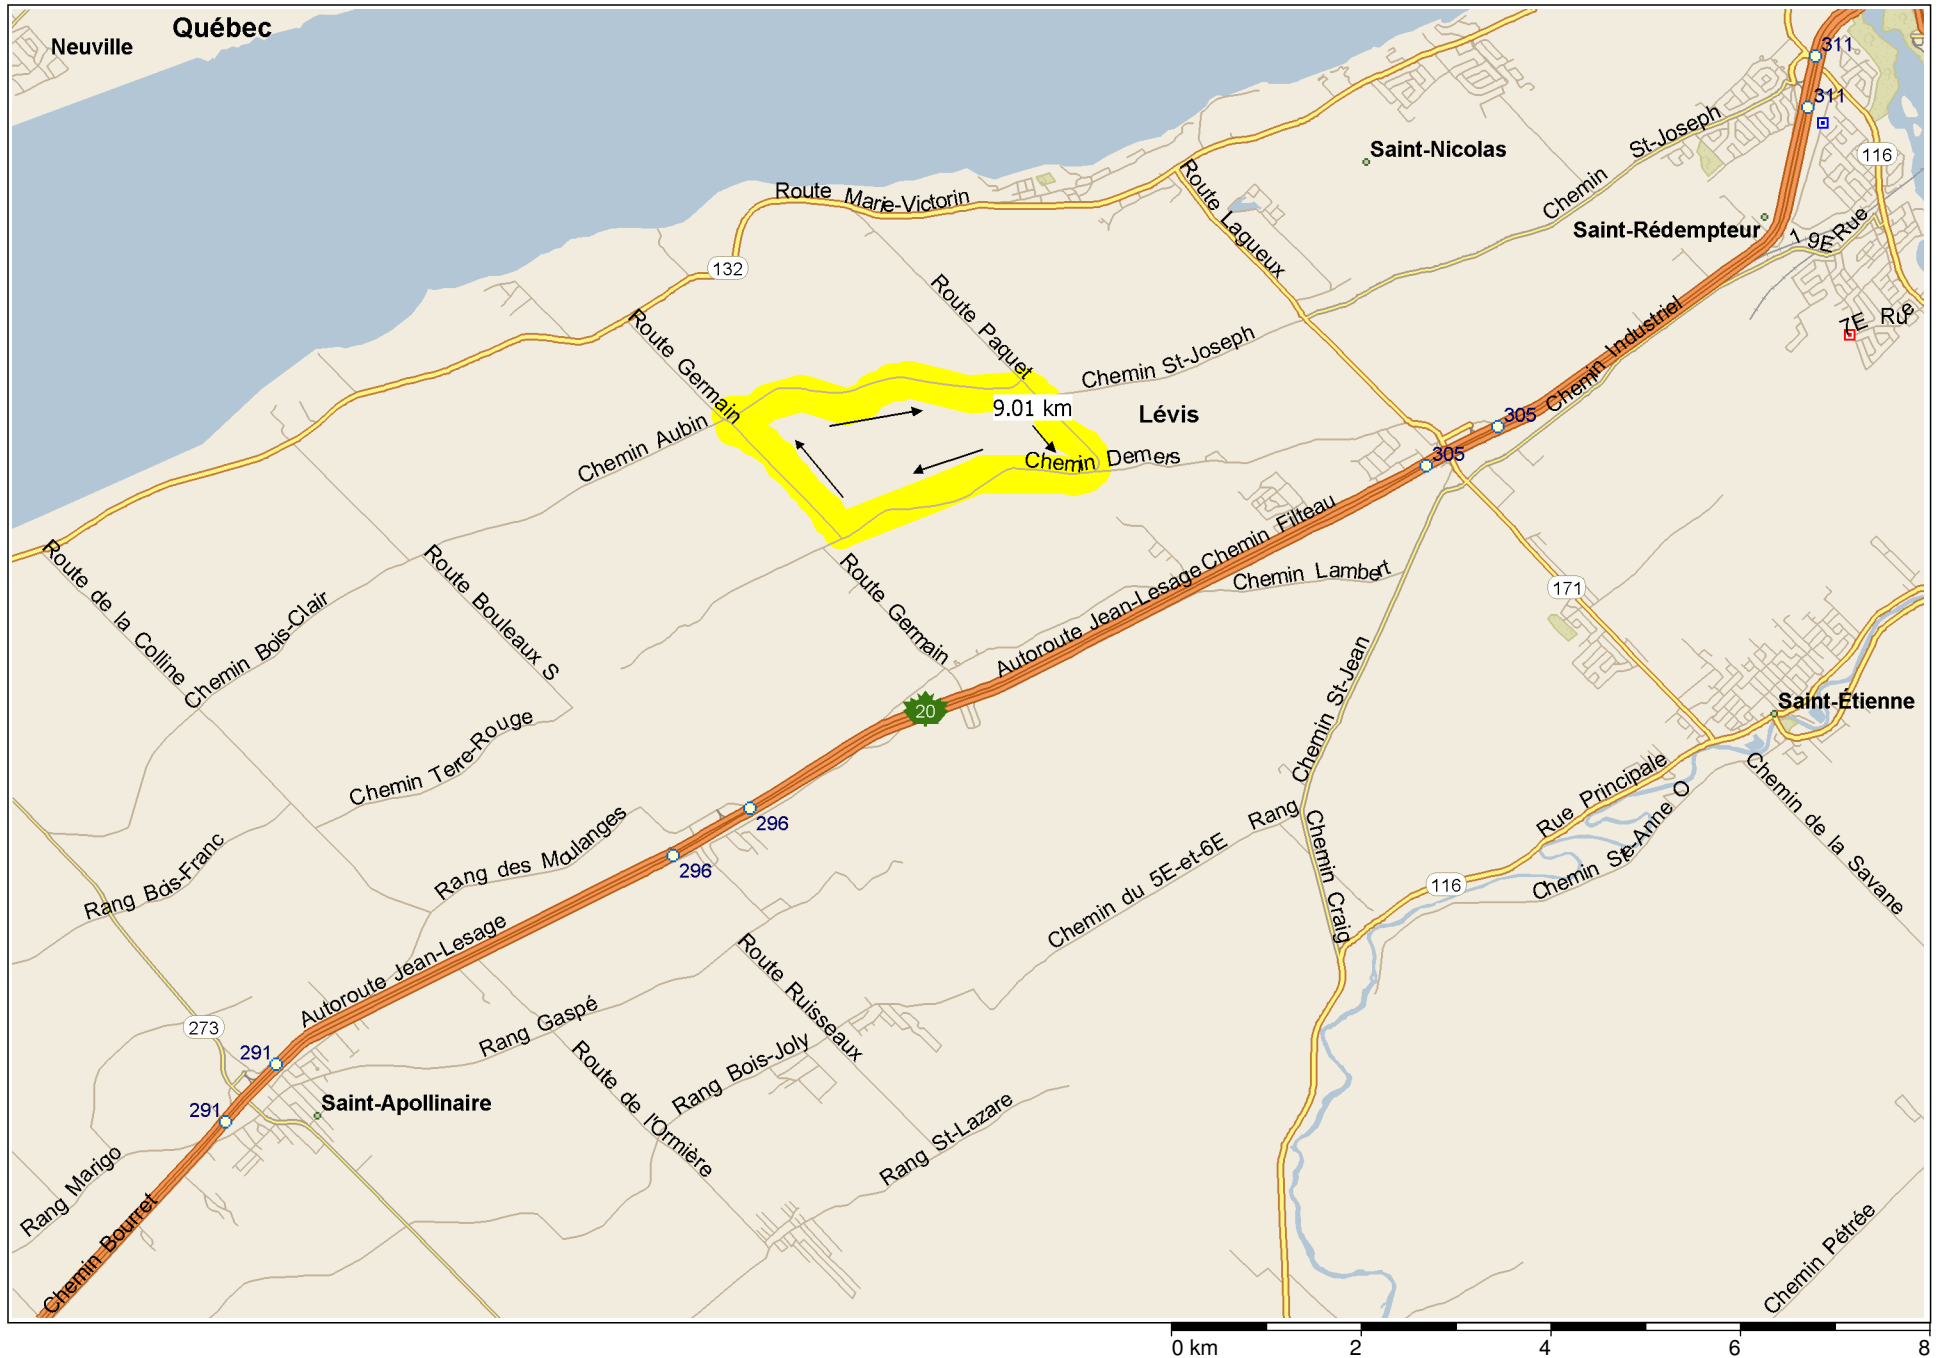 Québec
Neuville
311
311
St-Joseph
Chemin
116
Saint-Nicolas
Route Marie-Victorin
Route Lagueux
Saint-Rédempteur
19E Rue
132
Route Paquet
7E Rue
Route Germain
Chemin St-Joseph
Chemin Industriel
9.01 km
Lévis
305
305
Chemin Aubin
Chemin Demers
Chemin Filteau
Route de la Colline
Route Bouleaux S
Route Germain
Autoroute Jean-Lesage
Chemin Lambert
171
Chemin Bois-Clair
Chemin St-Jean
Saint-Étienne
20
Chemin Terre-Rouge
Rue Principale
Chemin de la Savane
296
296
Rang des Moulanges
Chemin du 5E-et-6E Rang
Chemin Craig
Chemin Ste-Anne O
116
Rang Bois-Franc
Autoroute Jean-Lesage
Route Ruisseaux
273
Rang Gaspé
291
Route de l'Ormière
Rang Bois-Joly
291
Saint-Apollinaire
Rang St-Lazare
Rang Marigo
Chemin Bourret
Chemin Pétrée
0 km 2 4 6 8